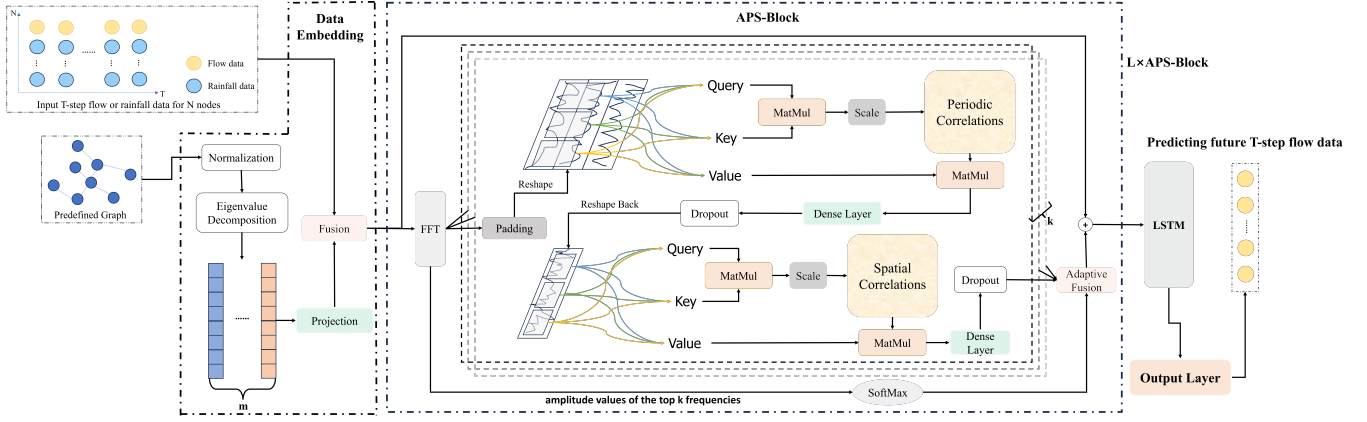 N
......
Flow data
Rainfall data
T
Input T-step flow or rainfall data for N nodes
Data
Embedding
Predefined Graph
Normalization
Eigenvalue
Decomposition
......
m
Fusion
Projection
APS-Block
L×APS-Block
FFT
Padding
Reshape
Query
Key
Value
MatMul
Scale
Periodic
Correlations
MatMul
Dense Layer
Dropout
Reshape Back
Query
Key
Value
MatMul
Scale
Spatial
Correlations
MatMul
Dense
Layer
Dropout
k
+
Adaptive
Fusion
SoftMax
amplitude values of the top k frequencies
LSTM
Output Layer
Predicting future T-step flow data